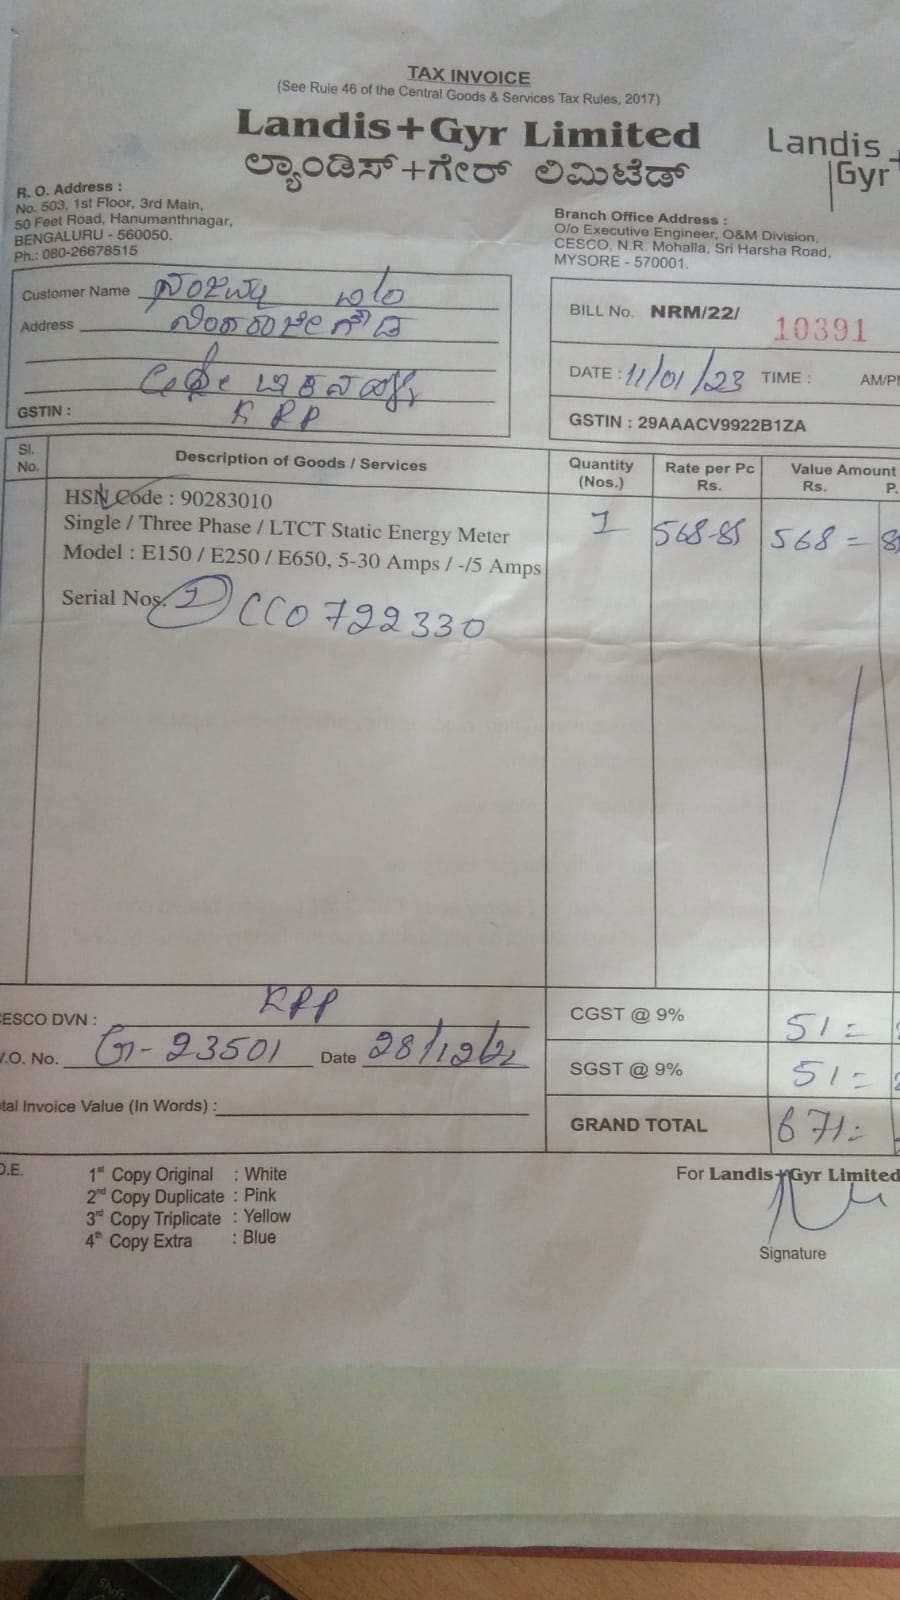 TAX INVOICE
(See Rule 46 of the Central Goods & Services Tax Rules, 2017)
Landis+Gyr Limited
ಲ್ಯಾಂಡಿಸ್+ಗೇರ್ ಲಿಮಿಟೆಡ್
Landis+
Gyr
R. O. Address :
No. 503, 1st Floor, 3rd Main,
50 Feet Road, Hanumanthnagar,
BENGALURU - 560050.
Ph.: 080-26678515
Branch Office Address :
O/o Executive Engineer, O&M Division,
CESCO, N.R. Mohalla, Sri Harsha Road,
MYSORE - 570001.
Customer Name
Address
GSTIN : KRP
BILL No. NRM/22/ 10391
DATE : 11/01/23 TIME : AM/PM
GSTIN : 29AAACV9922B1ZA
Sl. No. Description of Goods / Services Quantity (Nos.) Rate per Pc Rs. Value Amount Rs. P.
HSN Code : 90283010
Single / Three Phase / LTCT Static Energy Meter 1 568-85 568=
Model : E150 / E250 / E650, 5-30 Amps / -/5 Amps
Serial Nos. 1 CC0722330
CESCO DVN : KRP
W.O. No. G-23501 Date 28/12/22
Total Invoice Value (In Words) :
CGST @ 9% 51=
SGST @ 9% 51=
GRAND TOTAL 671=
O.E.
1st Copy Original : White
2nd Copy Duplicate : Pink
3rd Copy Triplicate : Yellow
4th Copy Extra : Blue
For Landis+Gyr Limited
Signature
Shift